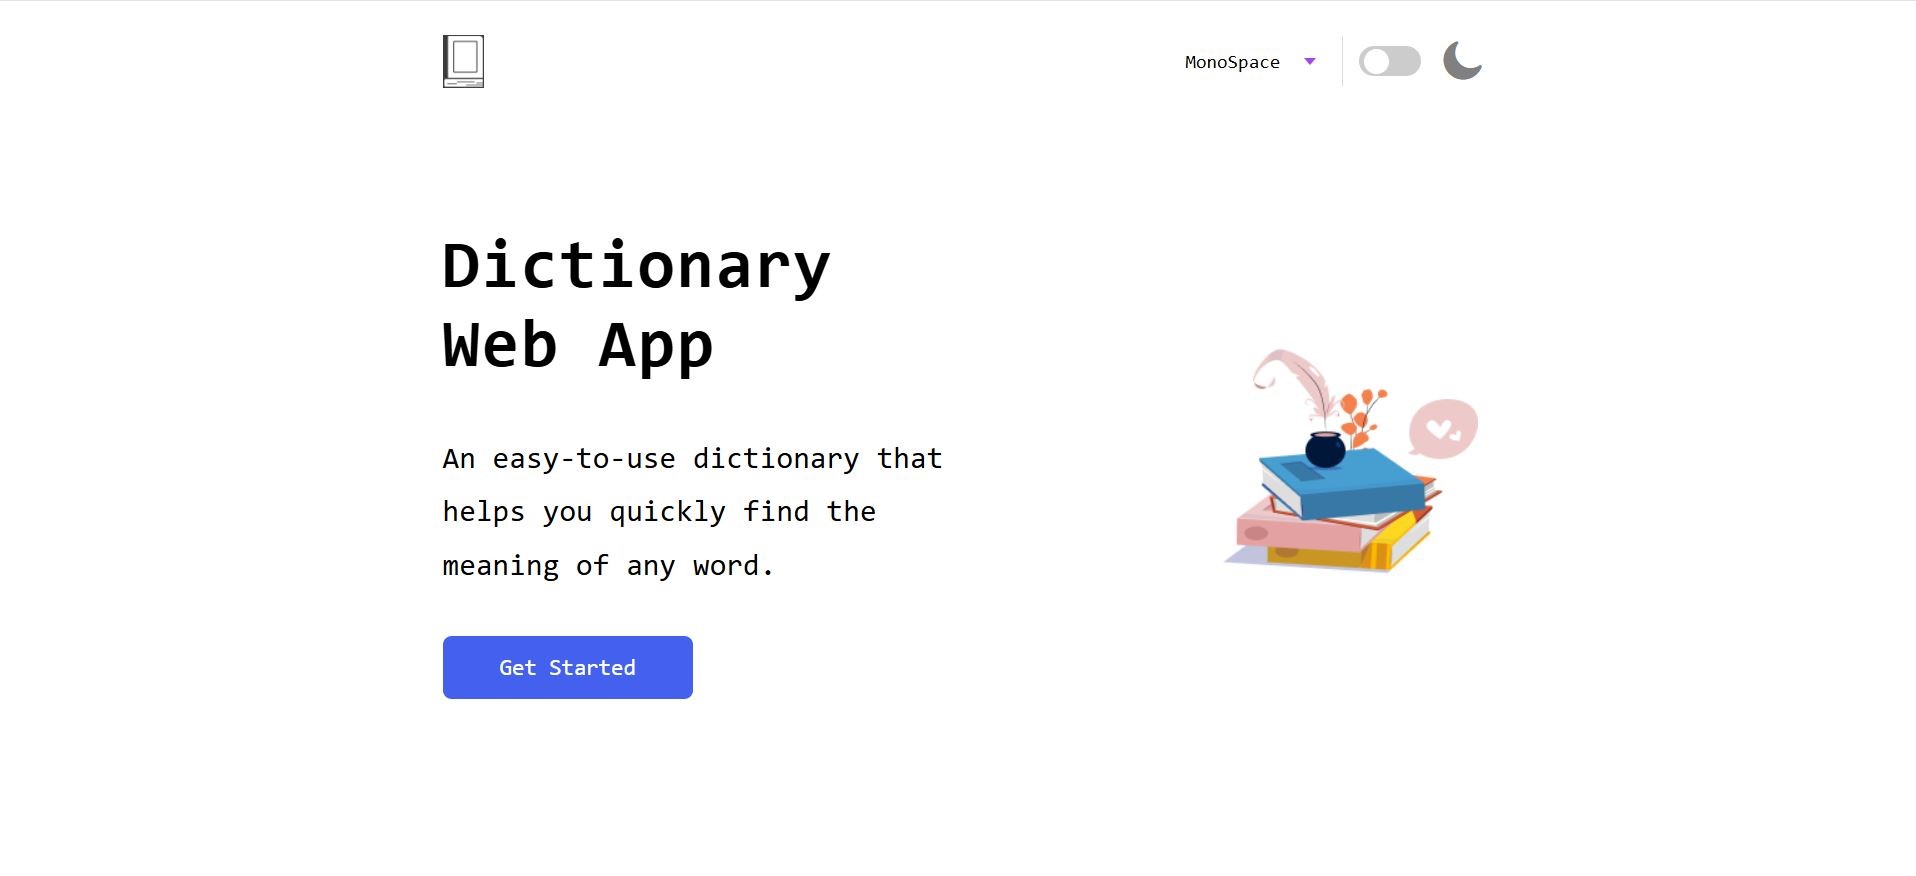 MonoSpace
Dictionary
Web App
An easy-to-use dictionary that
helps you quickly find the
meaning of any word.
Get Started